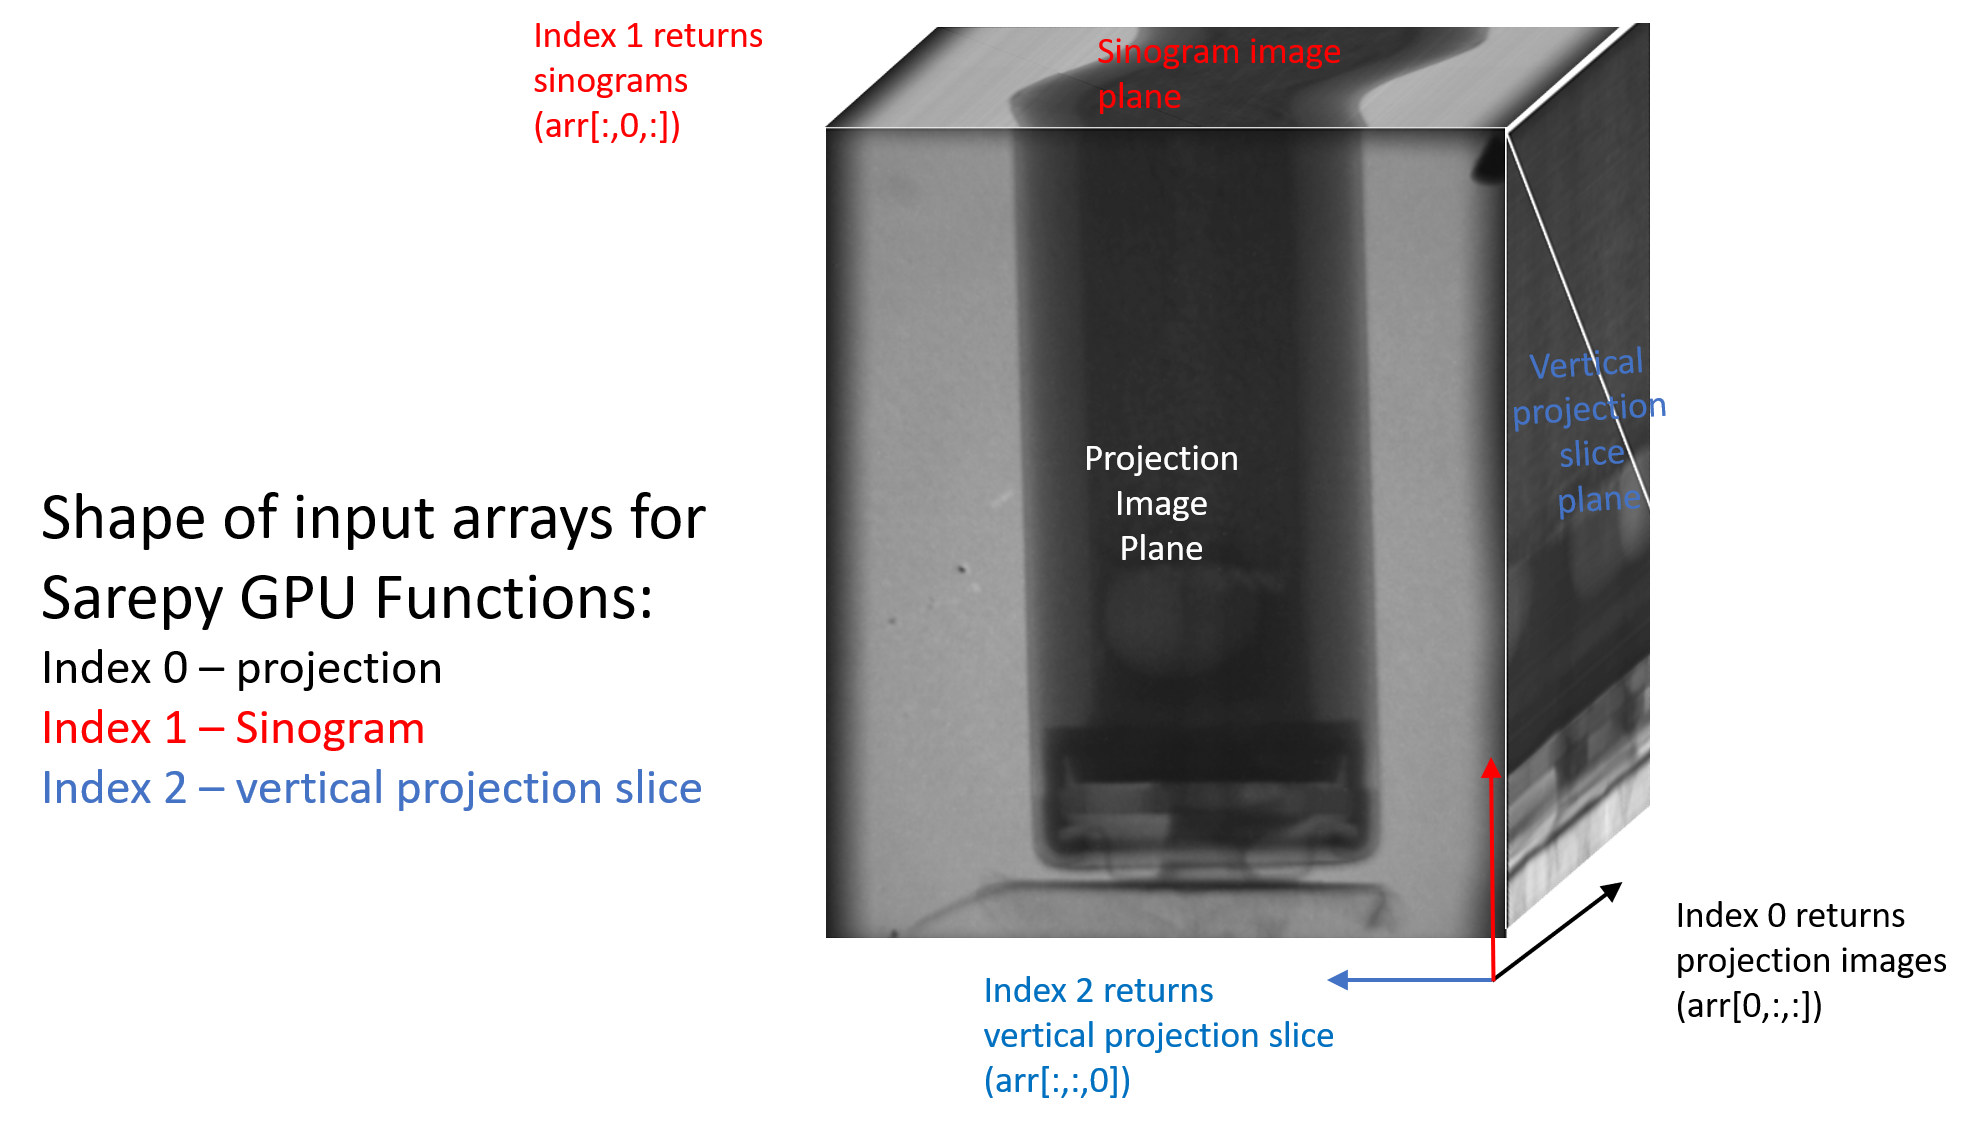 Index 1 returns
sinograms
(arr[:,0,:])
Sinogram image
plane
Vertical
projection
slice
plane
Projection
Image
Plane
Shape of input arrays for
Sarepy GPU Functions:
Index 0 – projection
Index 1 – Sinogram
Index 2 – vertical projection slice
Index 0 returns
projection images
(arr[0,:,:])
Index 2 returns
vertical projection slice
(arr[:,:,0])